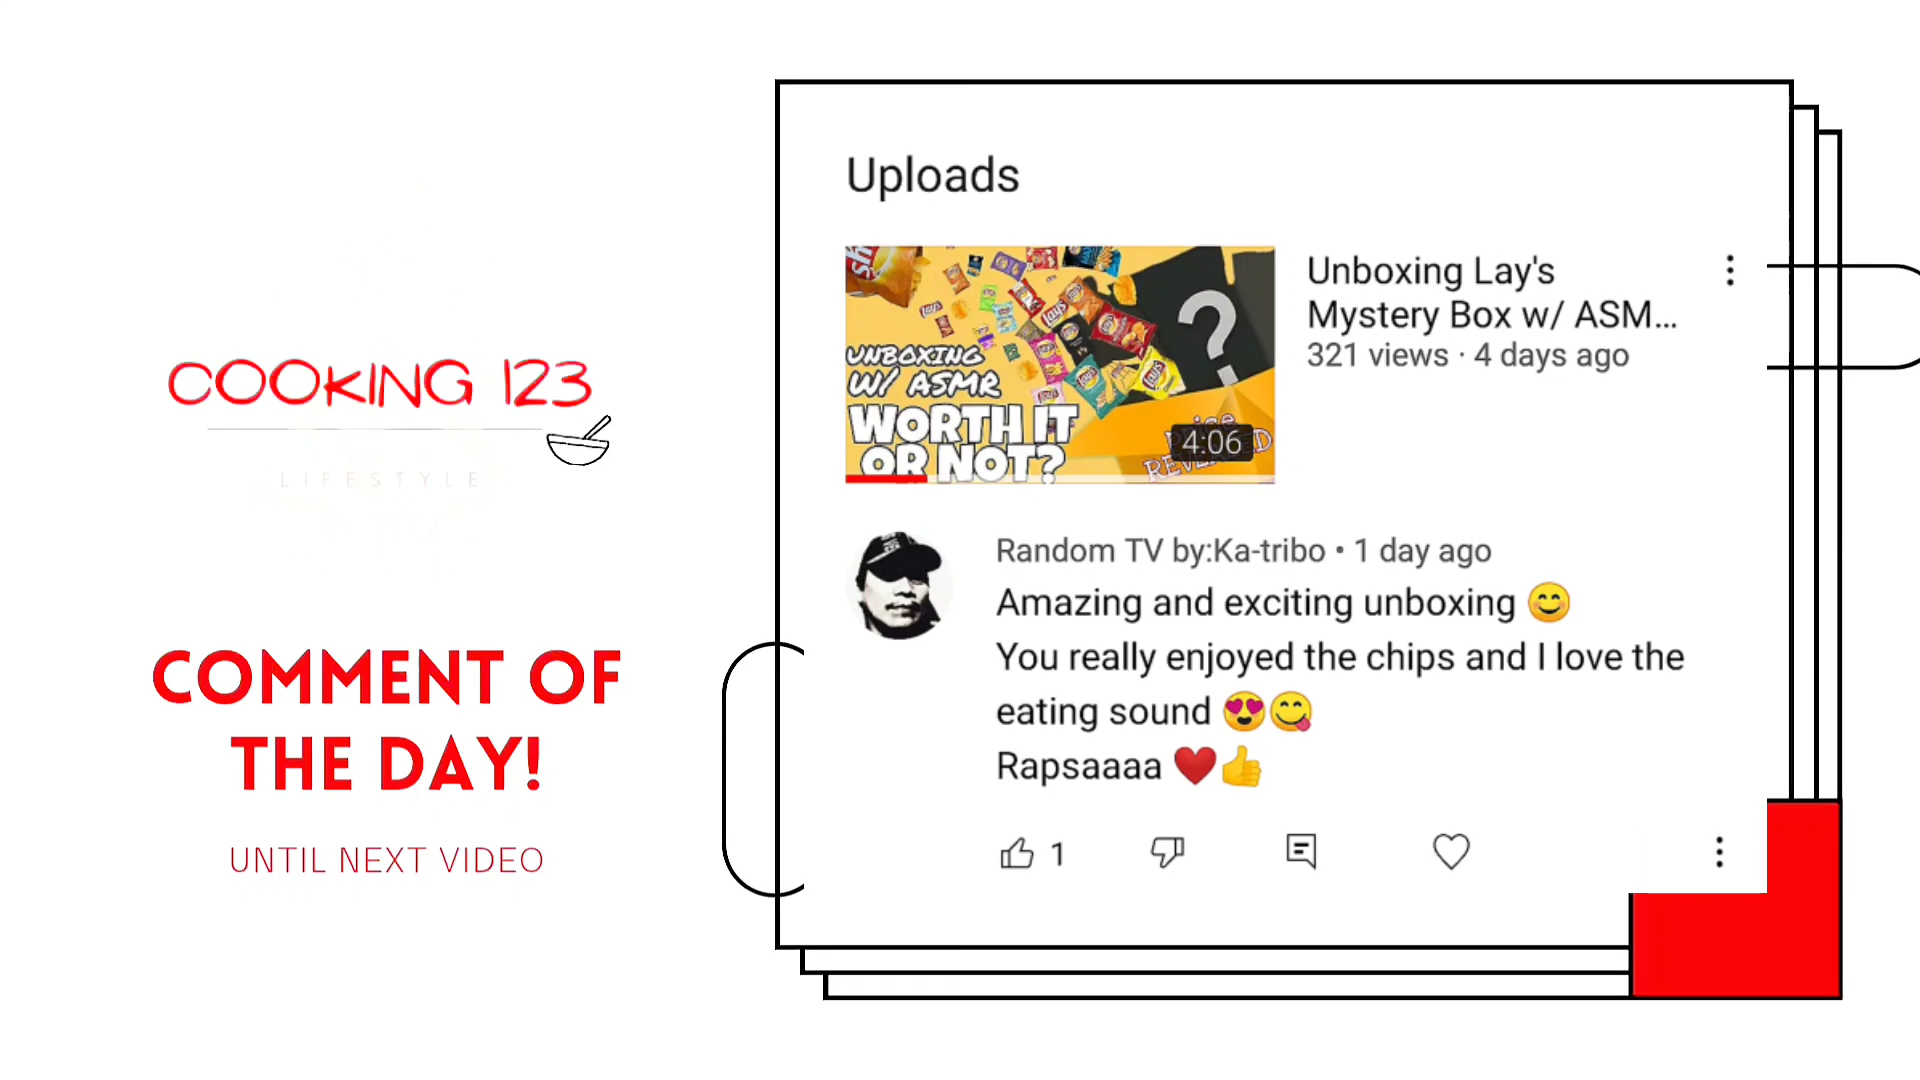 COOKING 123
LIFESTYLE
COMMENT OF
THE DAY!
UNTIL NEXT VIDEO
Uploads
UNBOXING
W/ ASMR
WORTH IT
OR NOT?
Lay's
4:06
Unboxing Lay's
Mystery Box w/ ASM...
321 views · 4 days ago
Random TV by:Ka-tribo • 1 day ago
Amazing and exciting unboxing 😊
You really enjoyed the chips and I love the
eating sound 😍😋
Rapsaaaa ❤️👍
1